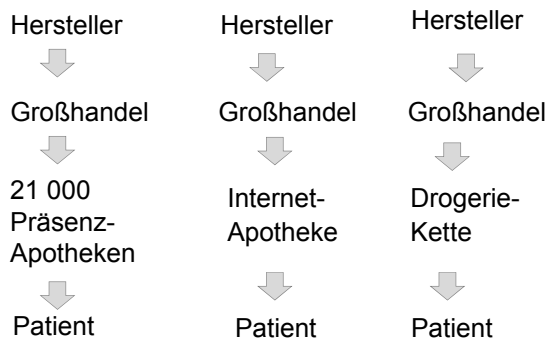 Hersteller
Großhandel
21 000
Präsenz-
Apotheken
Patient
Hersteller
Großhandel
Internet-
Apotheke
Patient
Hersteller
Großhandel
Drogerie-
Kette
Patient